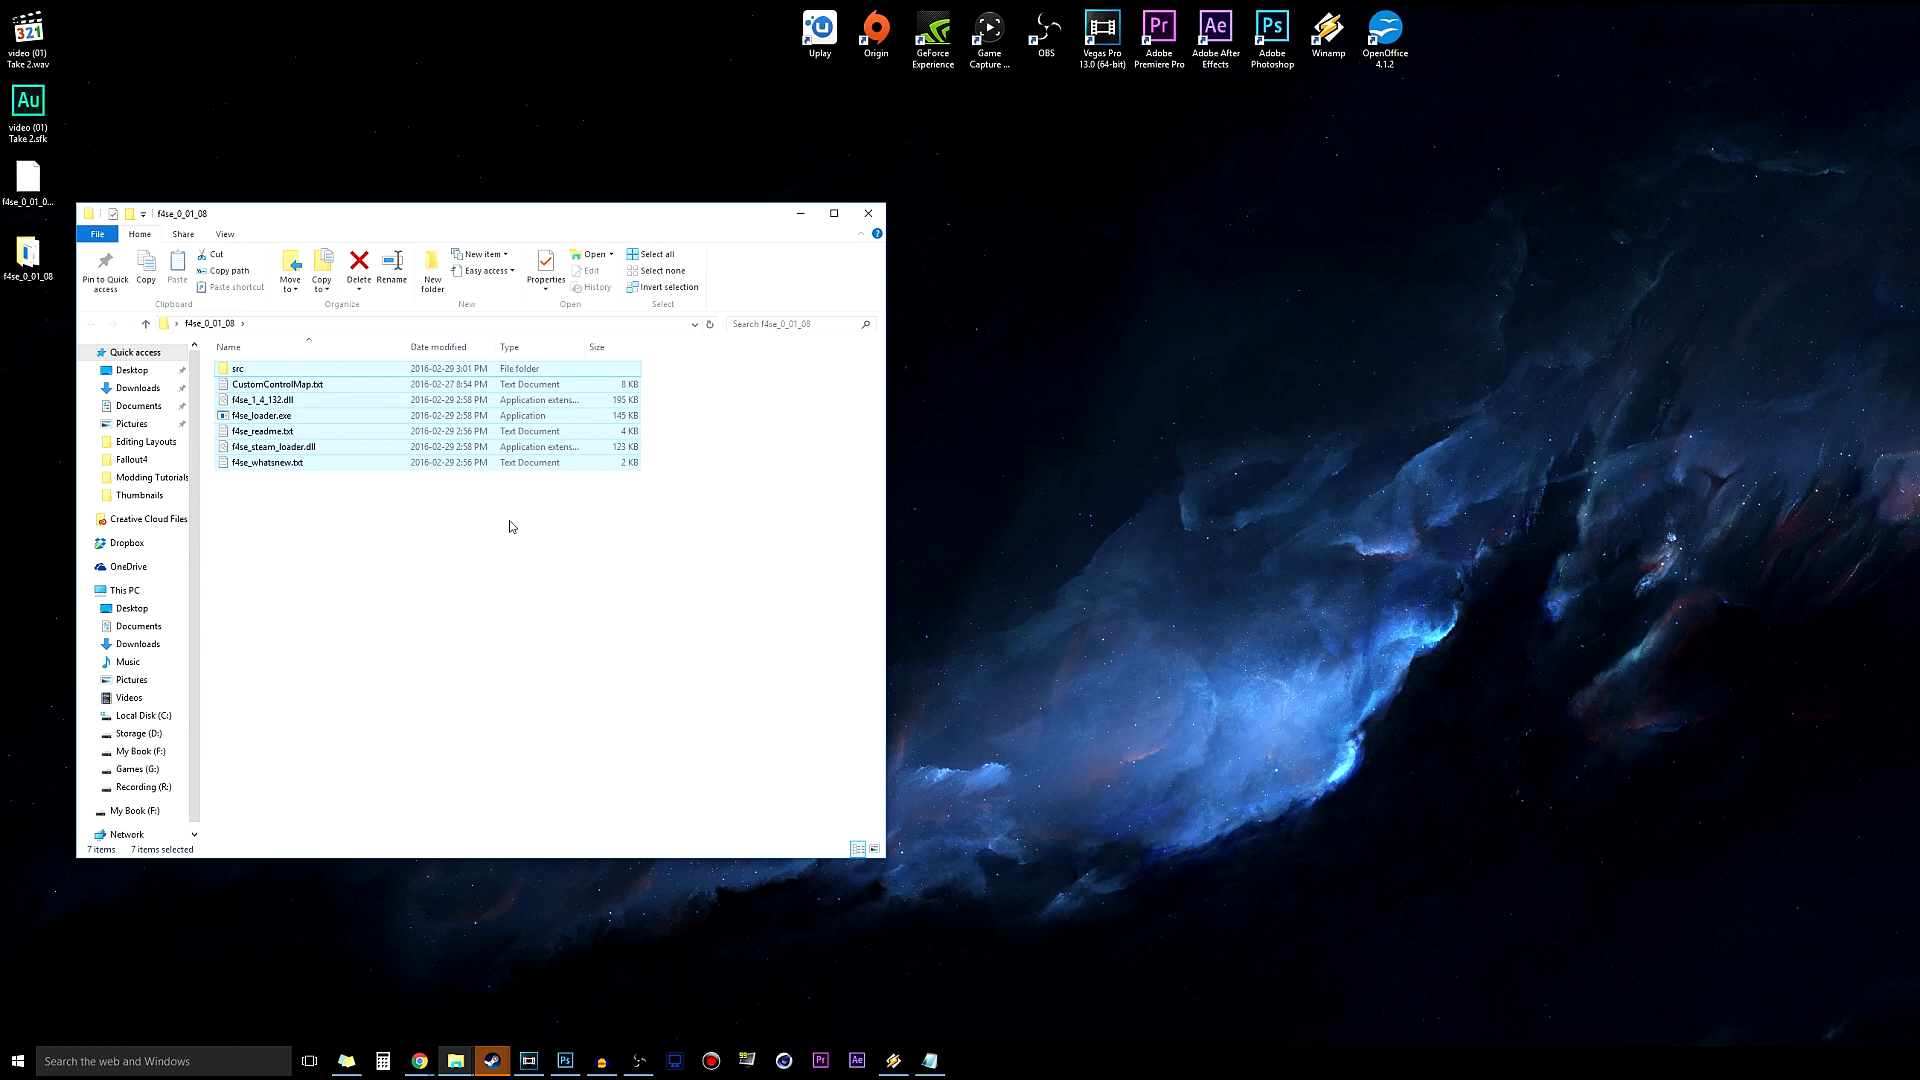 video (01)
Take 2.wav
Au
video (01)
Take 2.sfk
f4se_0_01_0...
f4se_0_01_08
Uplay
Origin
GeForce
Experience
Game
Capture ...
OBS
Vegas Pro
13.0 (64-bit)
Pr
Adobe
Premiere Pro
Ae
Adobe After
Effects
Ps
Adobe
Photoshop
Winamp
OpenOffice
4.1.2
f4se_0_01_08
File
Home
Share
View
Pin to Quick
access
Copy
Paste
Cut
Copy path
Paste shortcut
Clipboard
Move
to
Copy
to
Delete
Rename
Organize
New
folder
New item
Easy access
New
Properties
Open
Edit
History
Open
Select all
Select none
Invert selection
Select
f4se_0_01_08
Search f4se_0_01_08
Name
Date modified
Type
Size
src 2016-02-29 3:01 PM File folder
CustomControlMap.txt 2016-02-27 8:54 PM Text Document 8 KB
f4se_1_4_132.dll 2016-02-29 2:58 PM Application extens... 195 KB
f4se_loader.exe 2016-02-29 2:58 PM Application 145 KB
f4se_readme.txt 2016-02-29 2:56 PM Text Document 4 KB
f4se_steam_loader.dll 2016-02-29 2:58 PM Application extens... 123 KB
f4se_whatsnew.txt 2016-02-29 2:56 PM Text Document 2 KB
Quick access
Desktop
Downloads
Documents
Pictures
Editing Layouts
Fallout4
Modding Tutorials
Thumbnails
Creative Cloud Files
Dropbox
OneDrive
This PC
Desktop
Documents
Downloads
Music
Pictures
Videos
Local Disk (C:)
Storage (D:)
My Book (F:)
Games (G:)
Recording (R:)
My Book (F:)
Network
7 items 7 items selected
Search the web and Windows
Ps
99
Pr
Ae